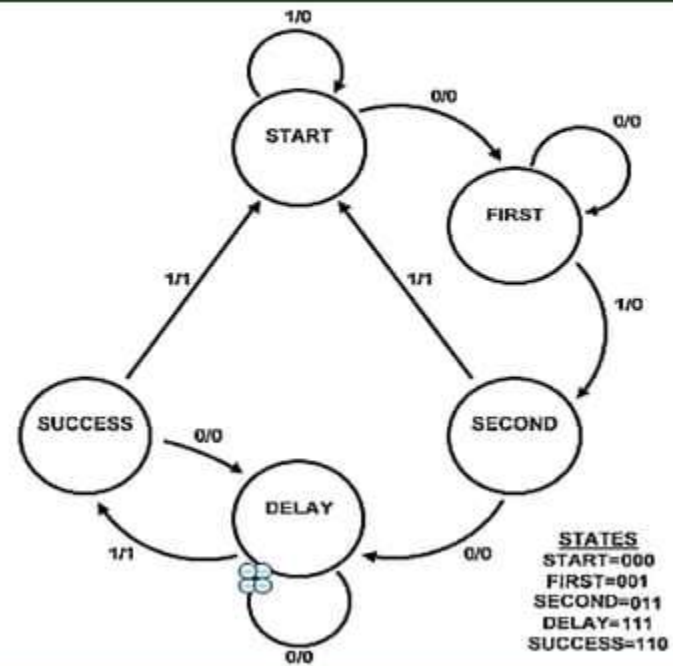 1/0
START
0/0
0/0
FIRST
1/1
1/1
1/0
SUCCESS
SECOND
0/0
DELAY
1/1
0/0
0/0
STATES
START=000
FIRST=001
SECOND=011
DELAY=111
SUCCESS=110